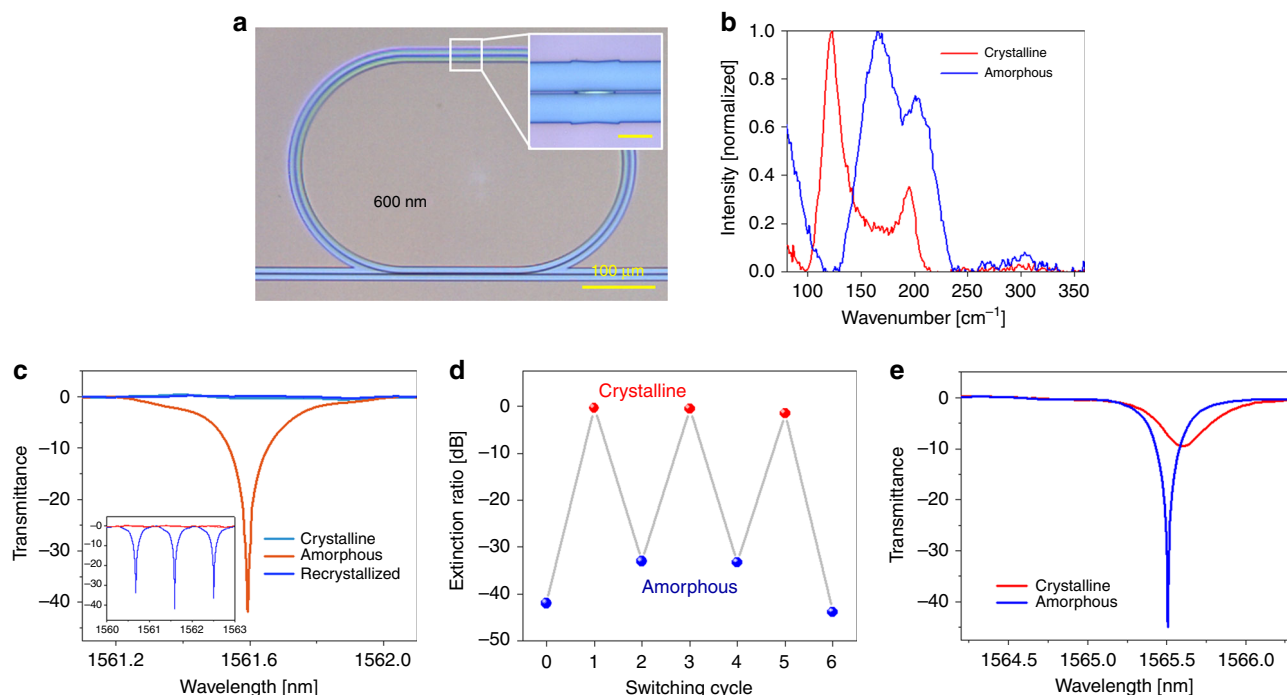 a
600 nm
100 µm
b
Intensity [normalized]
1.0
0.8
0.6
0.4
0.2
0.0
Crystalline
Amorphous
100 150 200 250 300 350
Wavenumber [cm–1]
c
Transmittance
0
–10
–20
–30
–40
–0
–10
–20
–30
–40
1560 1561 1562 1563
Crystalline
Amorphous
Recrystallized
1561.2 1561.6 1562.0
Wavelength [nm]
d
Extinction ratio [dB]
0
–10
–20
–30
–40
–50
Crystalline
Amorphous
0 1 2 3 4 5 6
Switching cycle
e
Transmittance
0
–10
–20
–30
–40
Crystalline
Amorphous
1564.5 1565.0 1565.5 1566.0
Wavelength [nm]